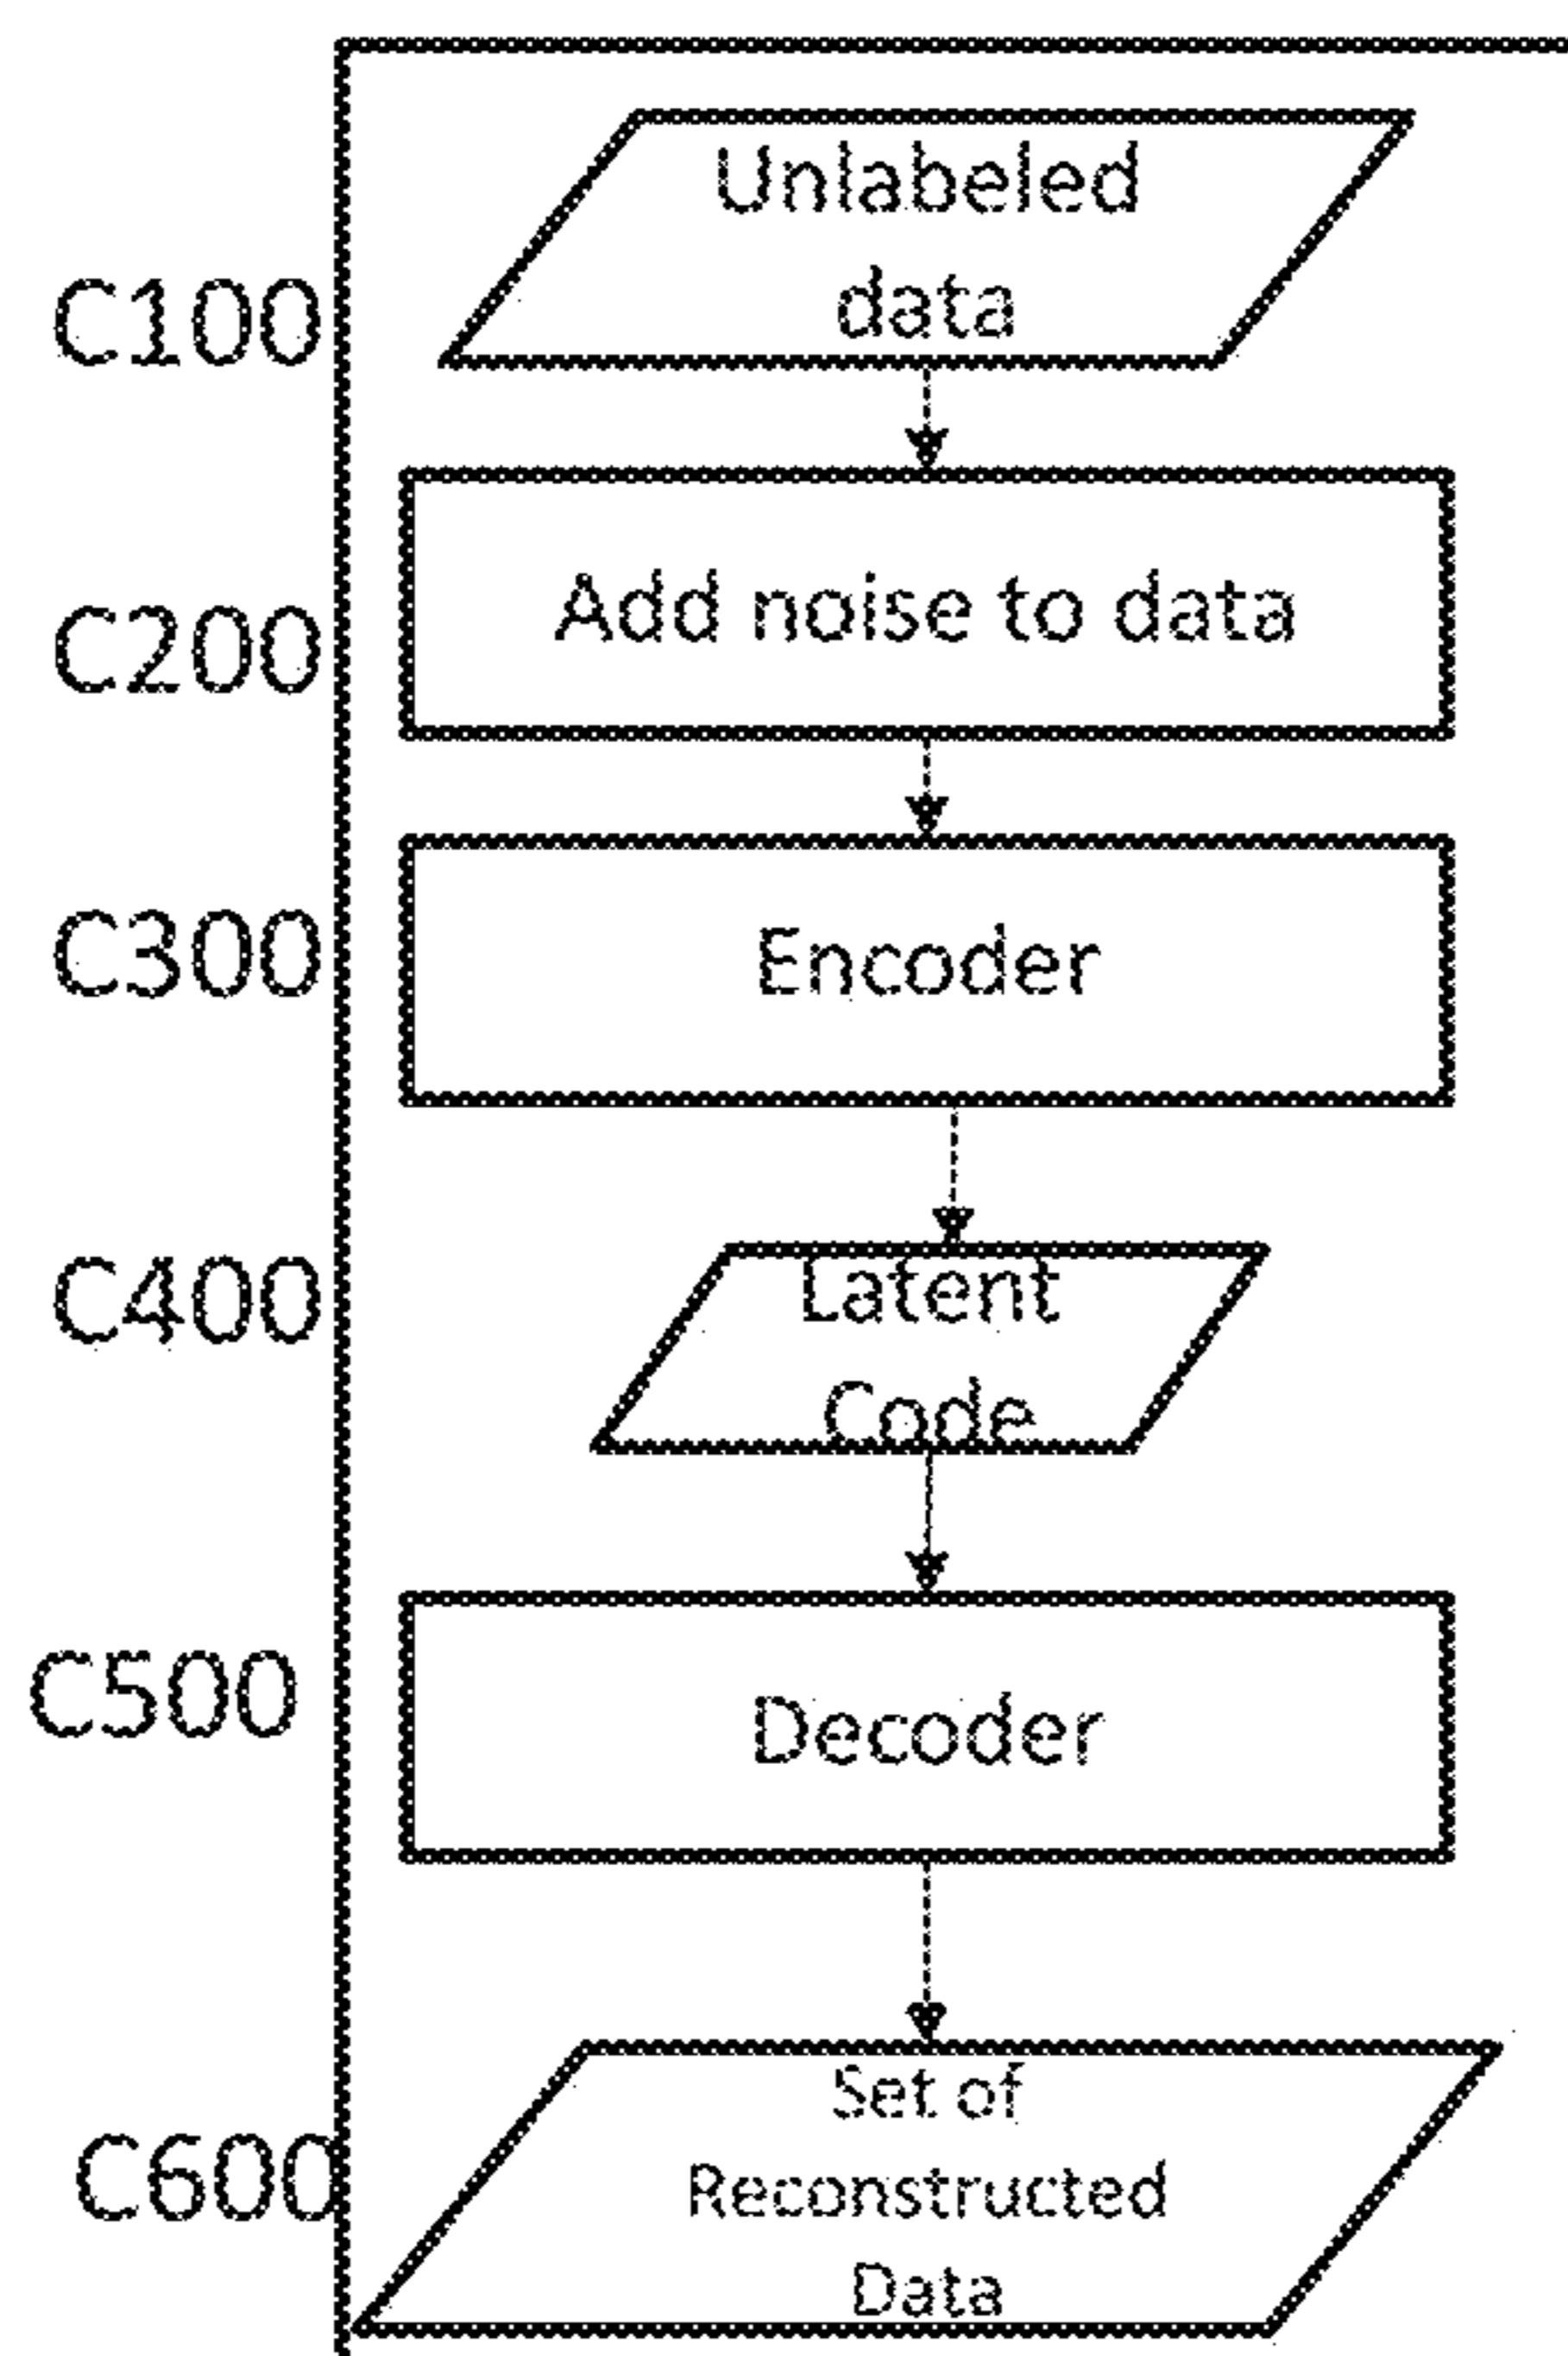 Unlabeled
data
C100
Add noise to data
C200
Encoder
C300
Latent
Code
C400
Decoder
C500
Set of
Reconstructed
Data
C600